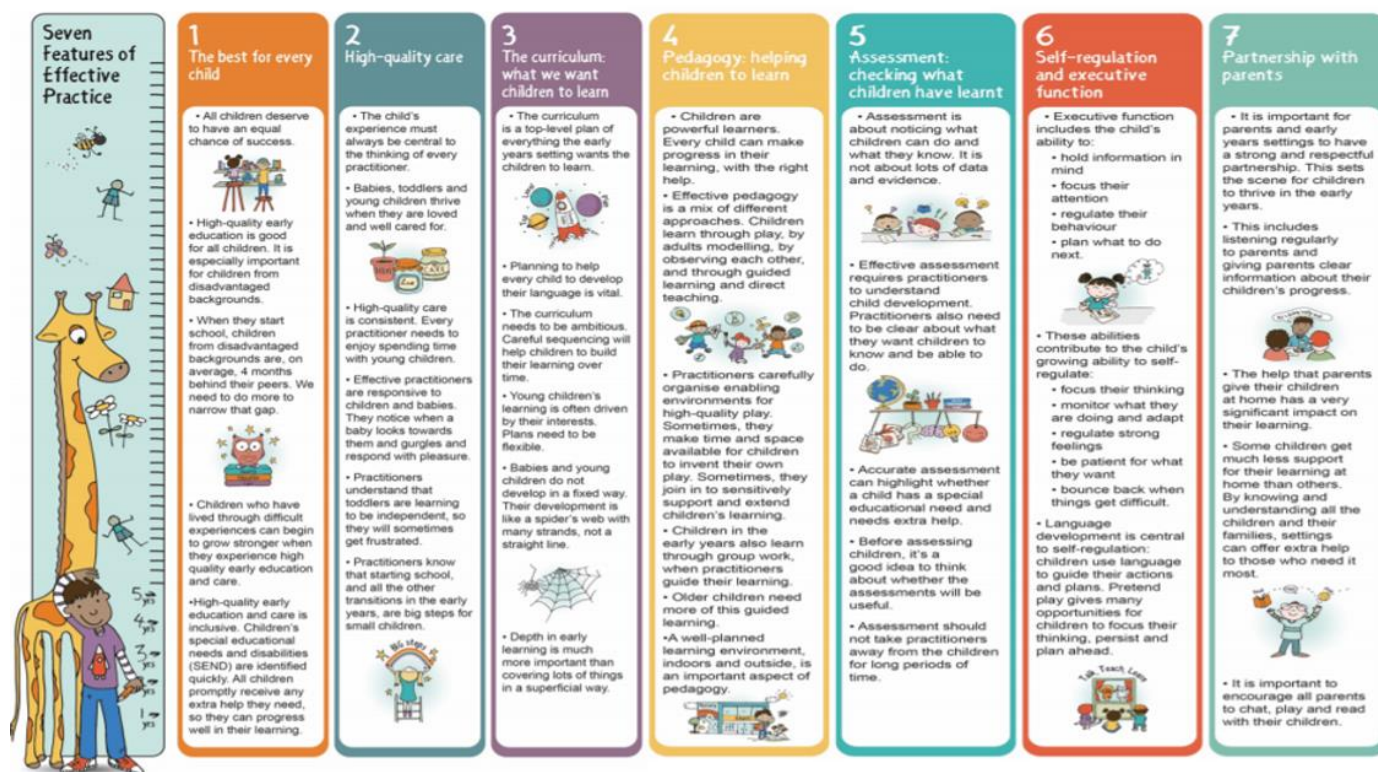 Seven
Features of
Effective
Practice
5 yrs
4 yrs
3 yrs
1 yrs
1
The best for every
child
• All children deserve
to have an equal
chance of success.
• High-quality early
education is good
for all children. It is
especially important
for children from
disadvantaged
backgrounds.
• When they start
school, children
from disadvantaged
backgrounds are, on
average, 4 months
behind their peers. We
need to do more to
narrow that gap.
• Children who have
lived through difficult
experiences can begin
to grow stronger when
they experience high
quality early education
and care.
•High-quality early
education and care is
inclusive. Children's
special educational
needs and disabilities
(SEND) are identified
quickly. All children
promptly receive any
extra help they need,
so they can progress
well in their learning.
2
High-quality care
• The child's
experience must
always be central to
the thinking of every
practitioner.
• Babies, toddlers and
young children thrive
when they are loved
and well cared for.
• High-quality care
is consistent. Every
practitioner needs to
enjoy spending time
with young children.
• Effective practitioners
are responsive to
children and babies.
They notice when a
baby looks towards
them and gurgles and
respond with pleasure.
• Practitioners
understand that
toddlers are learning
to be independent, so
they will sometimes
get frustrated.
• Practitioners know
that starting school,
and all the other
transitions in the early
years, are big steps for
small children.
BIG steps
3
The curriculum:
what we want
children to learn
• The curriculum
is a top-level plan of
everything the early
years setting wants the
children to learn.
• Planning to help
every child to develop
their language is vital.
• The curriculum
needs to be ambitious.
Careful sequencing will
help children to build
their learning over
time.
• Young children's
learning is often driven
by their interests.
Plans need to be
flexible.
• Babies and young
children do not
develop in a fixed way.
Their development is
like a spider's web with
many strands, not a
straight line.
• Depth in early
learning is much
more important than
covering lots of things
in a superficial way.
4
Pedagogy: helping
children to learn
• Children are
powerful learners.
Every child can make
progress in their
learning, with the right
help.
• Effective pedagogy
is a mix of different
approaches. Children
learn through play, by
adults modelling, by
observing each other,
and through guided
learning and direct
teaching.
• Practitioners carefully
organise enabling
environments for
high-quality play.
Sometimes, they
make time and space
available for children
to invent their own
play. Sometimes, they
join in to sensitively
support and extend
children's learning.
• Children in the
early years also learn
through group work,
when practitioners
guide their learning.
• Older children need
more of this guided
learning.
•A well-planned
learning environment,
indoors and outside, is
an important aspect of
pedagogy.
5
Assessment:
checking what
children have learnt
• Assessment is
about noticing what
children can do and
what they know. It is
not about lots of data
and evidence.
• Effective assessment
requires practitioners
to understand
child development.
Practitioners also need
to be clear about what
they want children to
know and be able to
do.
• Accurate assessment
can highlight whether
a child has a special
educational need and
needs extra help.
• Before assessing
children, it's a
good idea to think
about whether the
assessments will be
useful.
• Assessment should
not take practitioners
away from the children
for long periods of
time.
6
Self-regulation
and executive
function
• Executive function
includes the child's
ability to:
• hold information in
mind
• focus their
attention
• regulate their
behaviour
• plan what to do
next.
• These abilities
contribute to the child's
growing ability to self-
regulate:
• focus their thinking
• monitor what they
are doing and adapt
• regulate strong
feelings
• be patient for what
they want
• bounce back when
things get difficult.
• Language
development is central
to self-regulation:
children use language
to guide their actions
and plans. Pretend
play gives many
opportunities for
children to focus their
thinking, persist and
plan ahead.
Talk Teach Learn
7
Partnership with
parents
• It is important for
parents and early
years settings to have
a strong and respectful
partnership. This sets
the scene for children
to thrive in the early
years.
• This includes
listening regularly
to parents and
giving parents clear
information about their
children's progress.
• The help that parents
give their children
at home has a very
significant impact on
their learning.
• Some children get
much less support
for their learning at
home than others.
By knowing and
understanding all the
children and their
families, settings
can offer extra help
to those who need it
most.
• It is important to
encourage all parents
to chat, play and read
with their children.